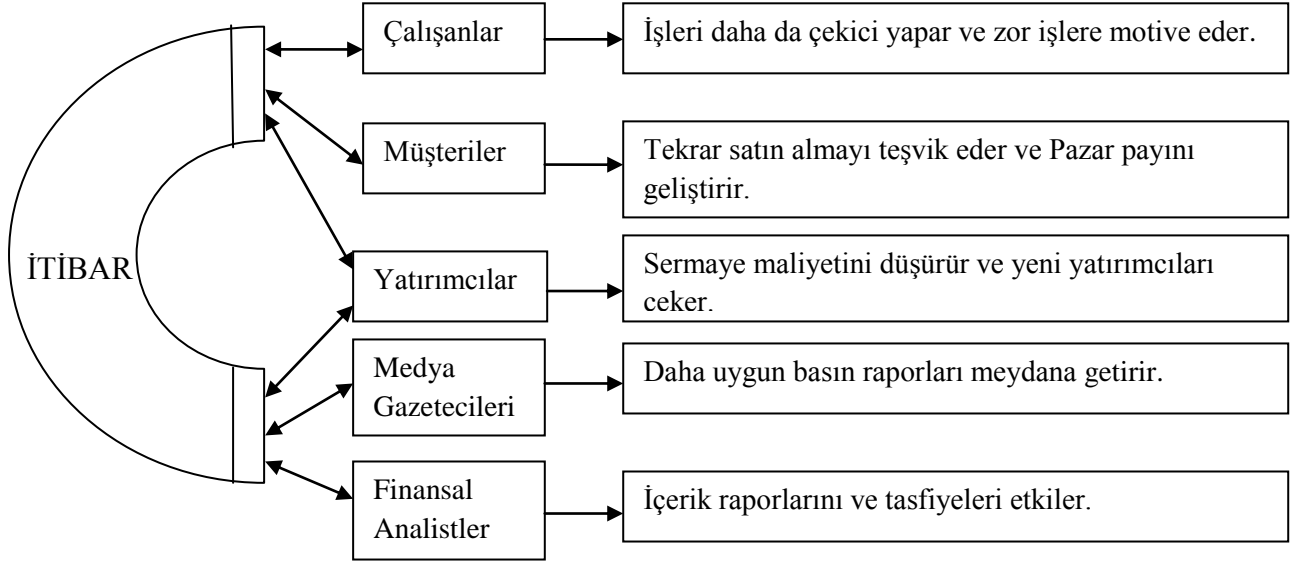 Çalışanlar
İşleri daha da çekici yapar ve zor işlere motive eder.
Müşteriler
Tekrar satın almayı teşvik eder ve Pazar payını
geliştirir.
İTİBAR
Yatırımcılar
Sermaye maliyetini düşürür ve yeni yatırımcıları
ceker.
Medya
Gazetecileri
Daha uygun basın raporları meydana getirir.
Finansal
Analistler
İçerik raporlarını ve tasfiyeleri etkiler.